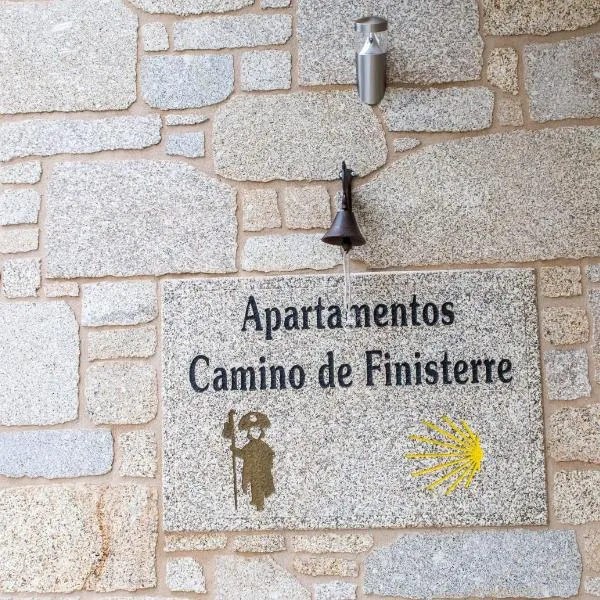 Apartamentos
Camino de Finisterre